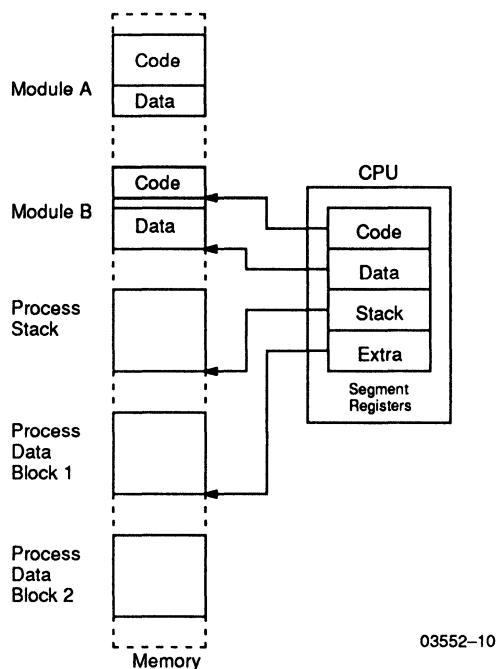 Module A
Code
Data
Module B
Code
Data
Process
Stack
Process
Data
Block 1
Process
Data
Block 2
Memory
CPU
Code
Data
Stack
Extra
Segment
Registers
03552–10